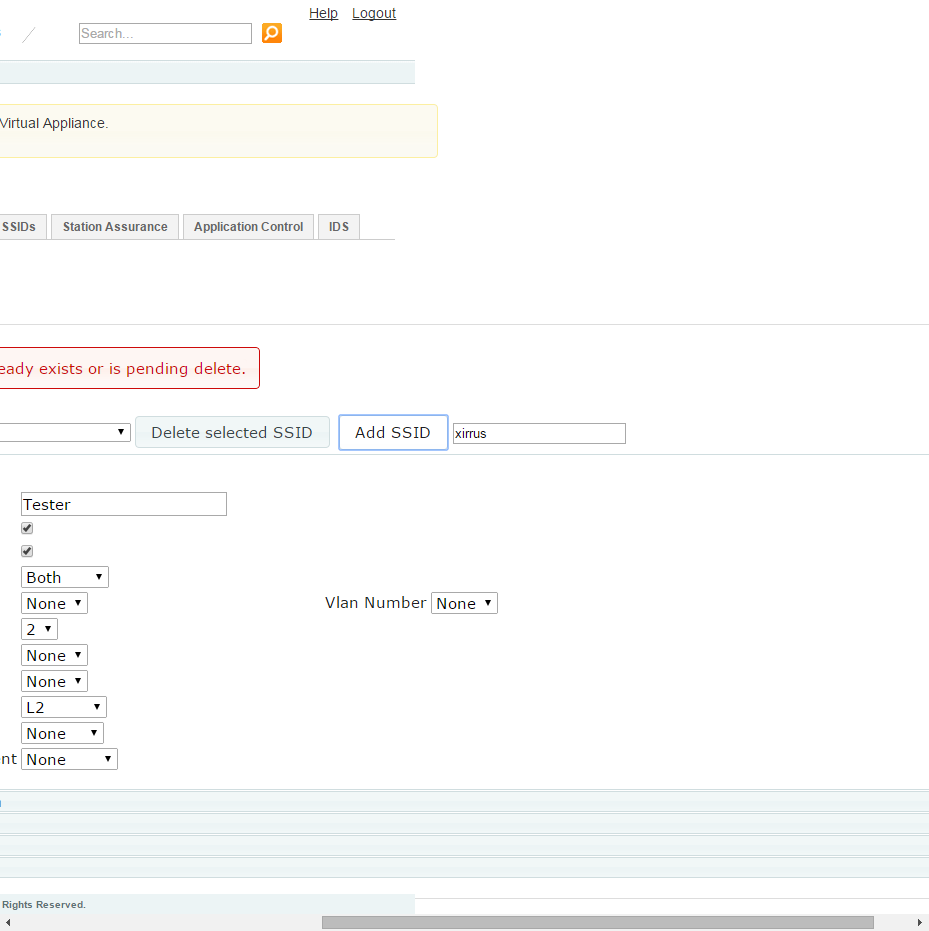 Help Logout
Search...
Virtual Appliance.
SSIDs Station Assurance Application Control IDS
eady exists or is pending delete.
Delete selected SSID Add SSID xirrus
Tester
Both
None Vlan Number None
2
None
None
L2
None
nt None
Rights Reserved.